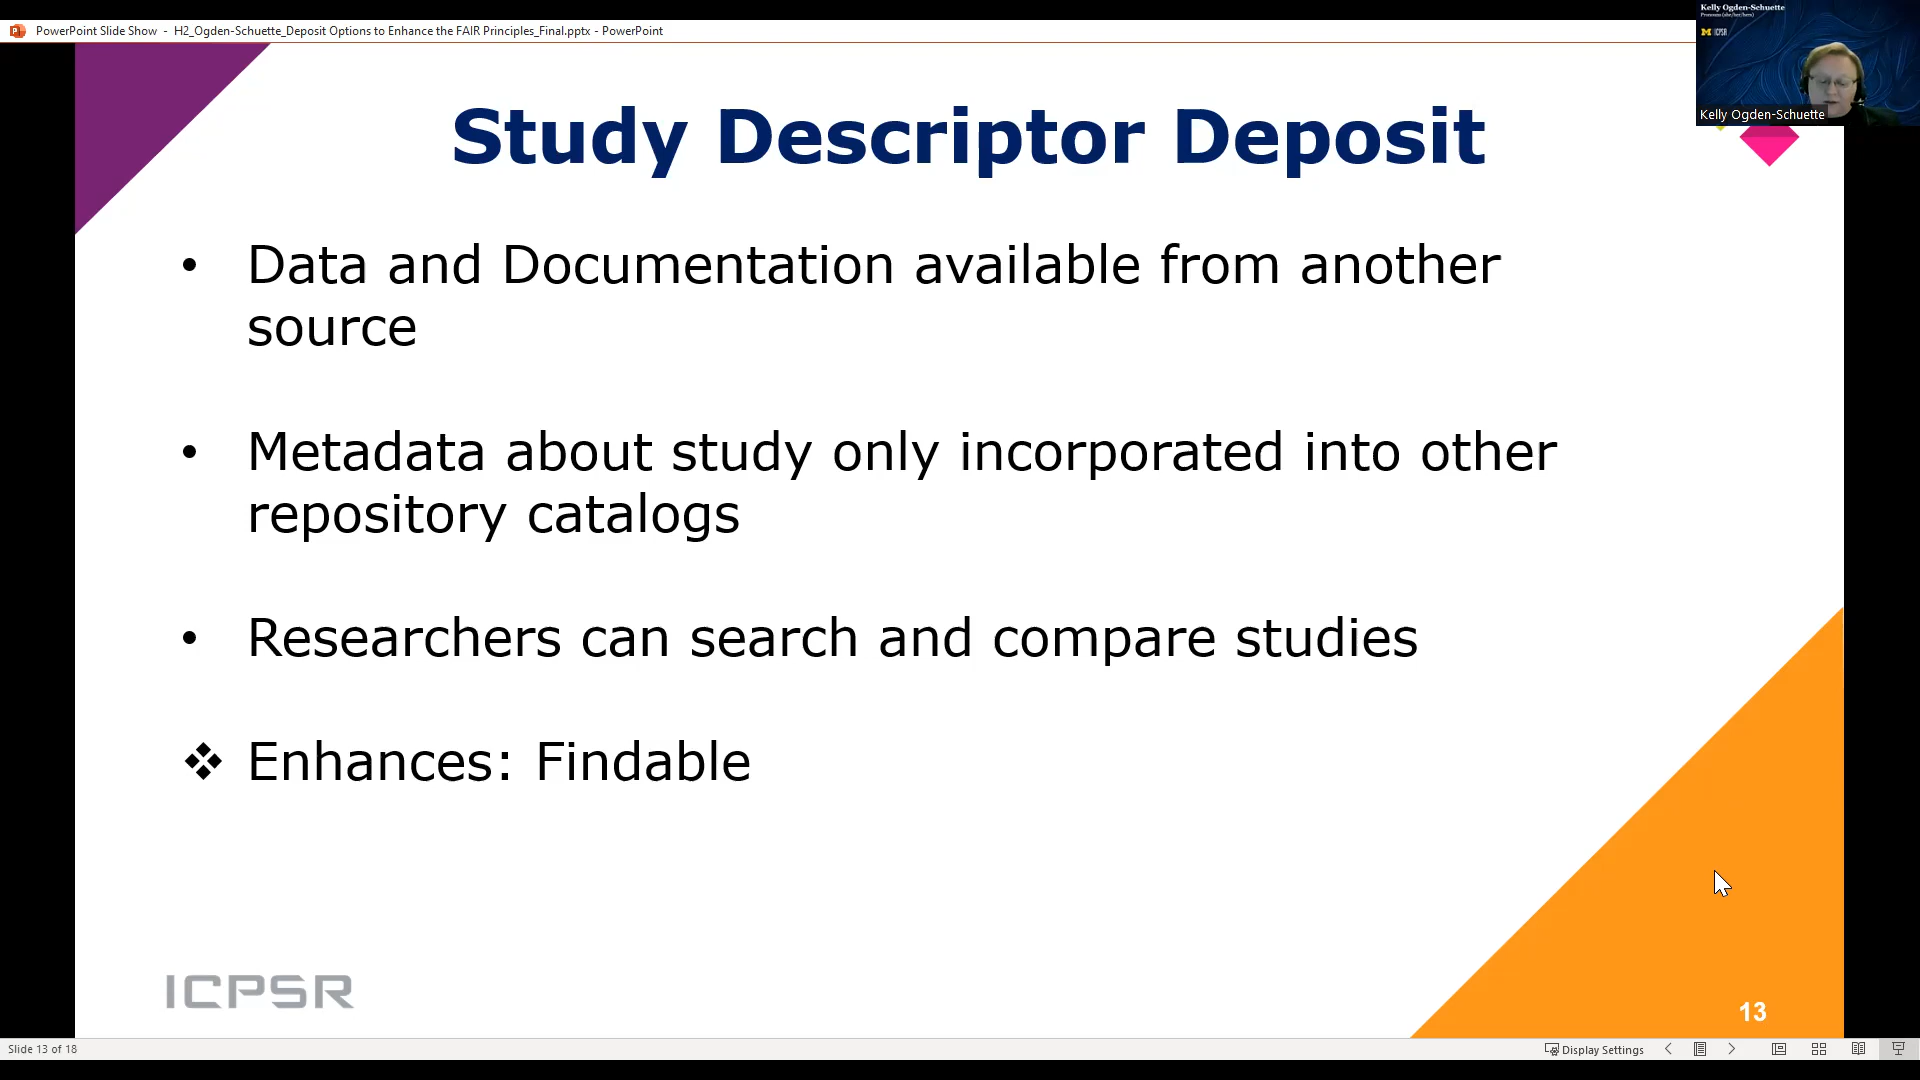 PowerPoint Slide Show - H2_Ogden-Schuette_Deposit Options to Enhance the FAIR Principles_Final.pptx - PowerPoint
Kelly Ogden-Schuette
Pronouns (she/her/hers)
M ICPSR
Kelly Ogden-Schuette
Study Descriptor Deposit
• Data and Documentation available from another
source
• Metadata about study only incorporated into other
repository catalogs
• Researchers can search and compare studies
❖ Enhances: Findable
ICPSR
13
Slide 13 of 18
Display Settings